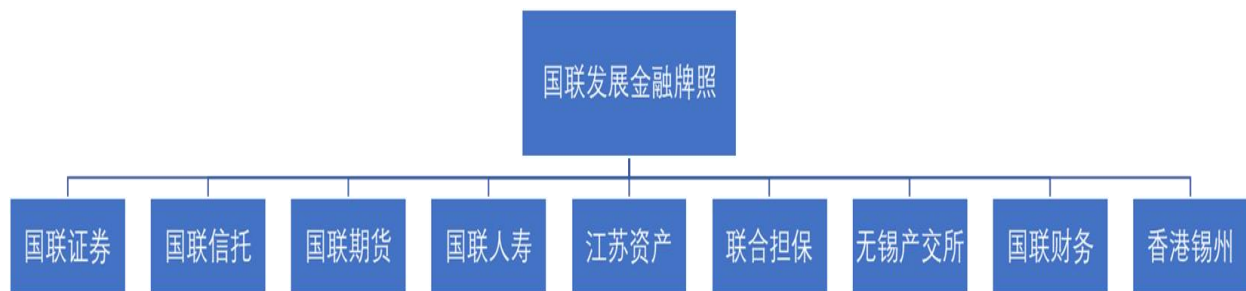 国联发展金融牌照
国联证券
国联信托
国联期货
国联人寿
江苏资产
联合担保
无锡产交所
国联财务
香港锡州